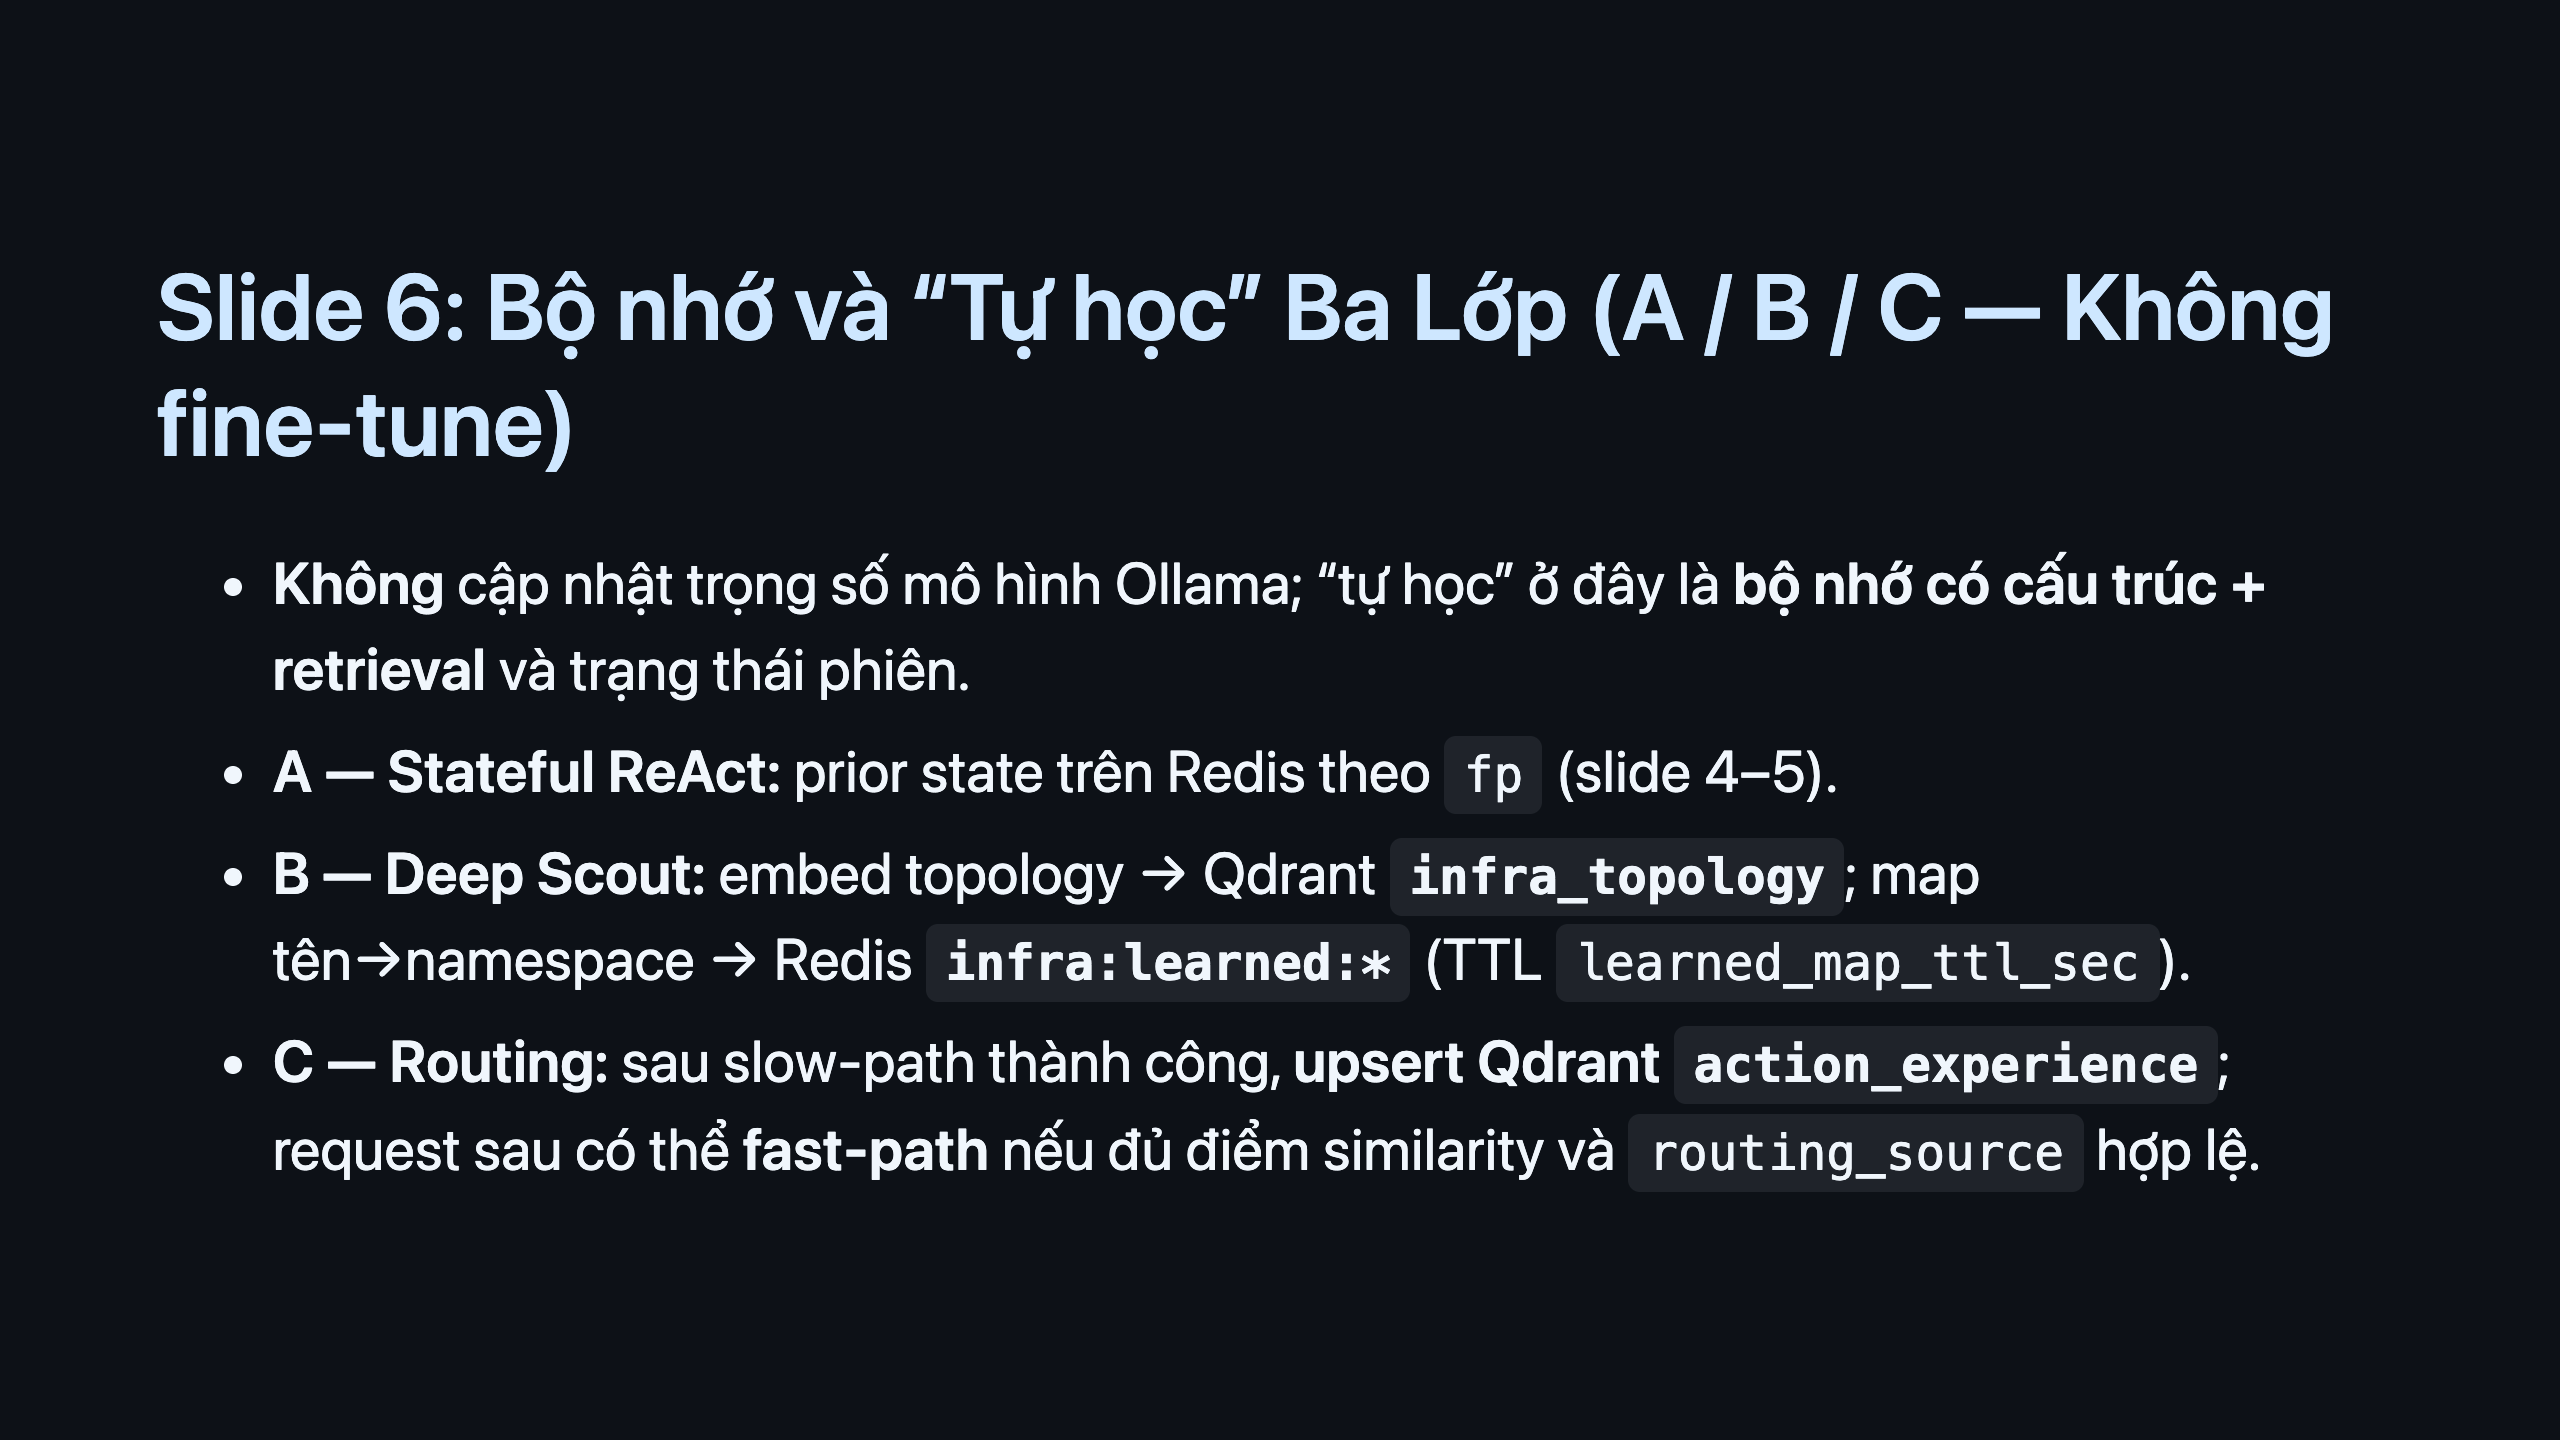 Slide 6: Bộ nhớ và “Tự học” Ba Lớp (A / B / C — Không
fine-tune)
• Không cập nhật trọng số mô hình Ollama; “tự học” ở đây là bộ nhớ có cấu trúc +
retrieval và trạng thái phiên.
• A — Stateful ReAct: prior state trên Redis theo fp (slide 4–5).
• B — Deep Scout: embed topology → Qdrant infra_topology; map
tên→namespace → Redis infra:learned:* (TTL learned_map_ttl_sec).
• C — Routing: sau slow-path thành công, upsert Qdrant action_experience;
request sau có thể fast-path nếu đủ điểm similarity và routing_source hợp lệ.